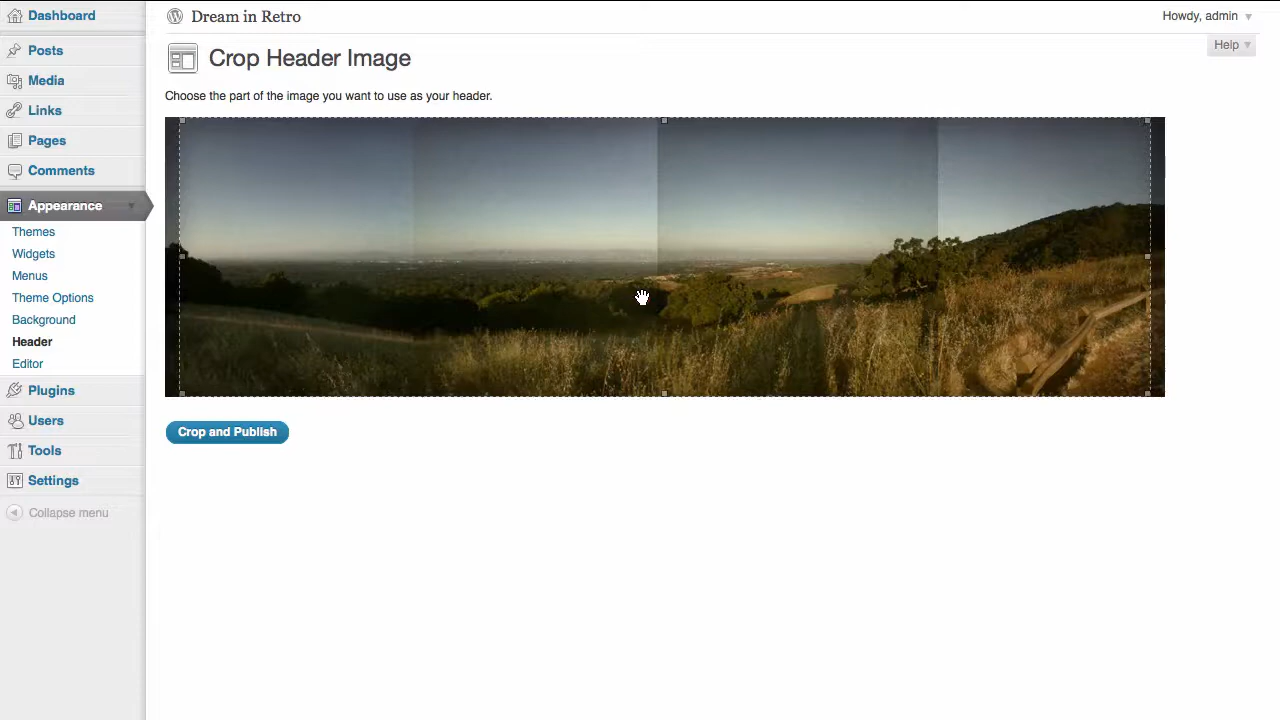 Dashboard
Posts
Media
Links
Pages
Comments
Appearance
Themes
Widgets
Menus
Theme Options
Background
Header
Editor
Plugins
Users
Tools
Settings
Collapse menu
Dream in Retro
Howdy, admin
Help
Crop Header Image
Choose the part of the image you want to use as your header.
Crop and Publish